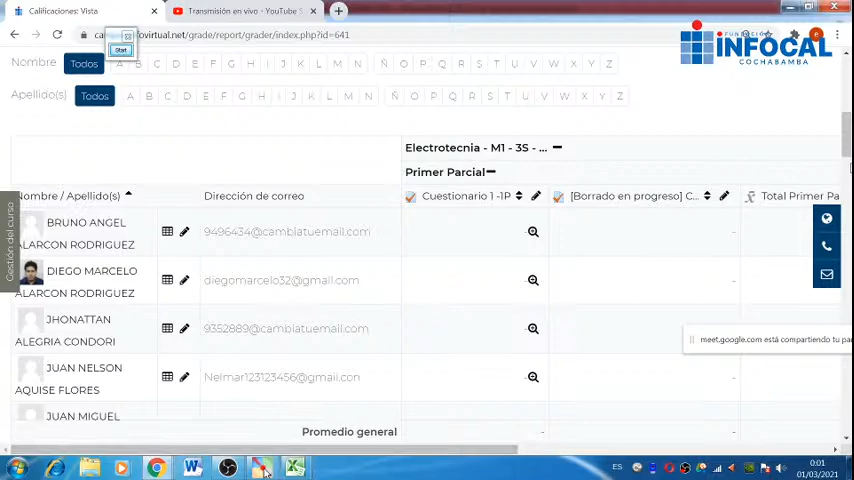 Calificaciones: Vista
Transmisión en vivo - YouTube S
Start
ovirtual.net/grade/report/grader/index.php?id=641
FUNDACIÓN
INFOCAL
COCHABAMBA
Nombre Todos A B C D E F G H I J K L M N Ñ O P Q R S T U V W X Y Z
Apellido(s) Todos A B C D E F G H I J K L M N Ñ O P Q R S T U V W X Y Z
Electrotecnia - M1 - 3S - ...
Primer Parcial
Nombre / Apellido(s) Dirección de correo Cuestionario 1 -1P [Borrado en progreso] C... Total Primer Pa
BRUNO ANGEL
ALARCON RODRIGUEZ 9496434@cambiatuemail.com - -
DIEGO MARCELO
ALARCON RODRIGUEZ diegomarcelo32@gmail.com - -
JHONATTAN
ALEGRIA CONDORI 9352889@cambiatuemail.com - -
JUAN NELSON
AQUISE FLORES Nelmar123123456@gmail.con - -
JUAN MIGUEL
Promedio general - -
Gestión del curso
meet.google.com está compartiendo tu pa
ES
0:01
01/03/2021